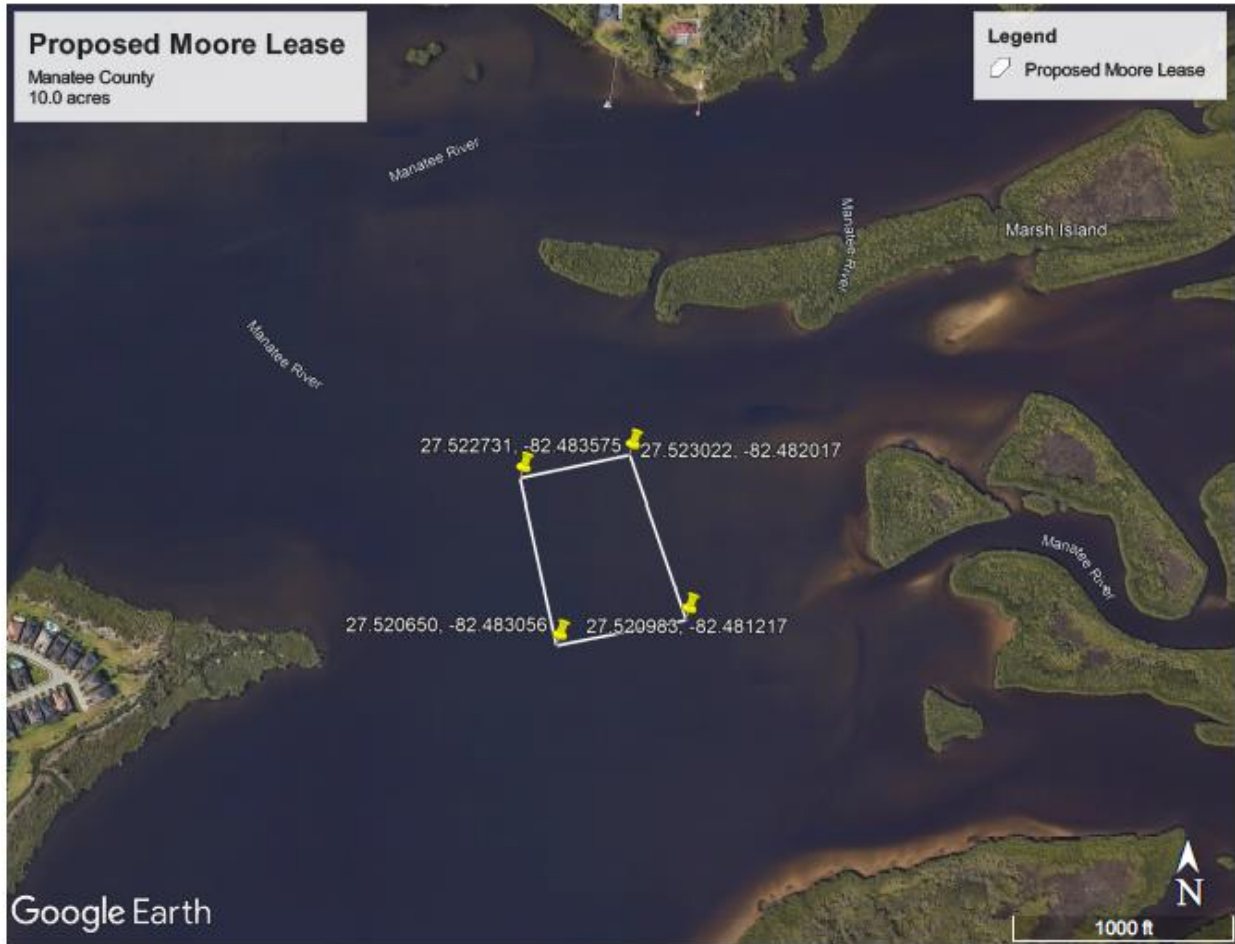 Proposed Moore Lease
Manatee County
10.0 acres
Legend
Proposed Moore Lease
Manatee River
Manatee River
Marsh Island
Manatee River
27.522731, -82.483575
27.523022, -82.482017
Manatee River
27.520650, -82.483056
27.520983, -82.481217
Google Earth
N
1000 ft